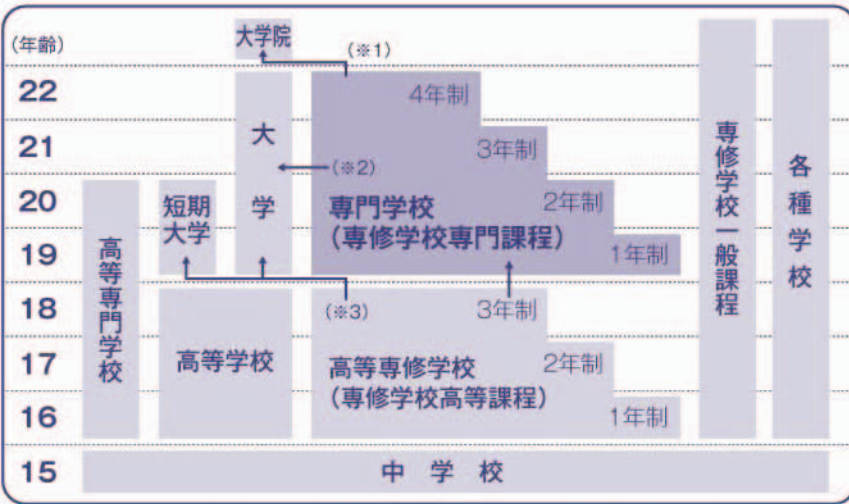 (年齢)
大学院
(※1)
22
4年制
21
大学
3年制
(※2)
20
短期
大学
専門学校
(専修学校専門課程)
2年制
19
1年制
専修学校一般課程
各種学校
高等専門学校
18
(※3)
3年制
17
高等学校
高等専修学校
(専修学校高等課程)
2年制
16
1年制
15
中学校